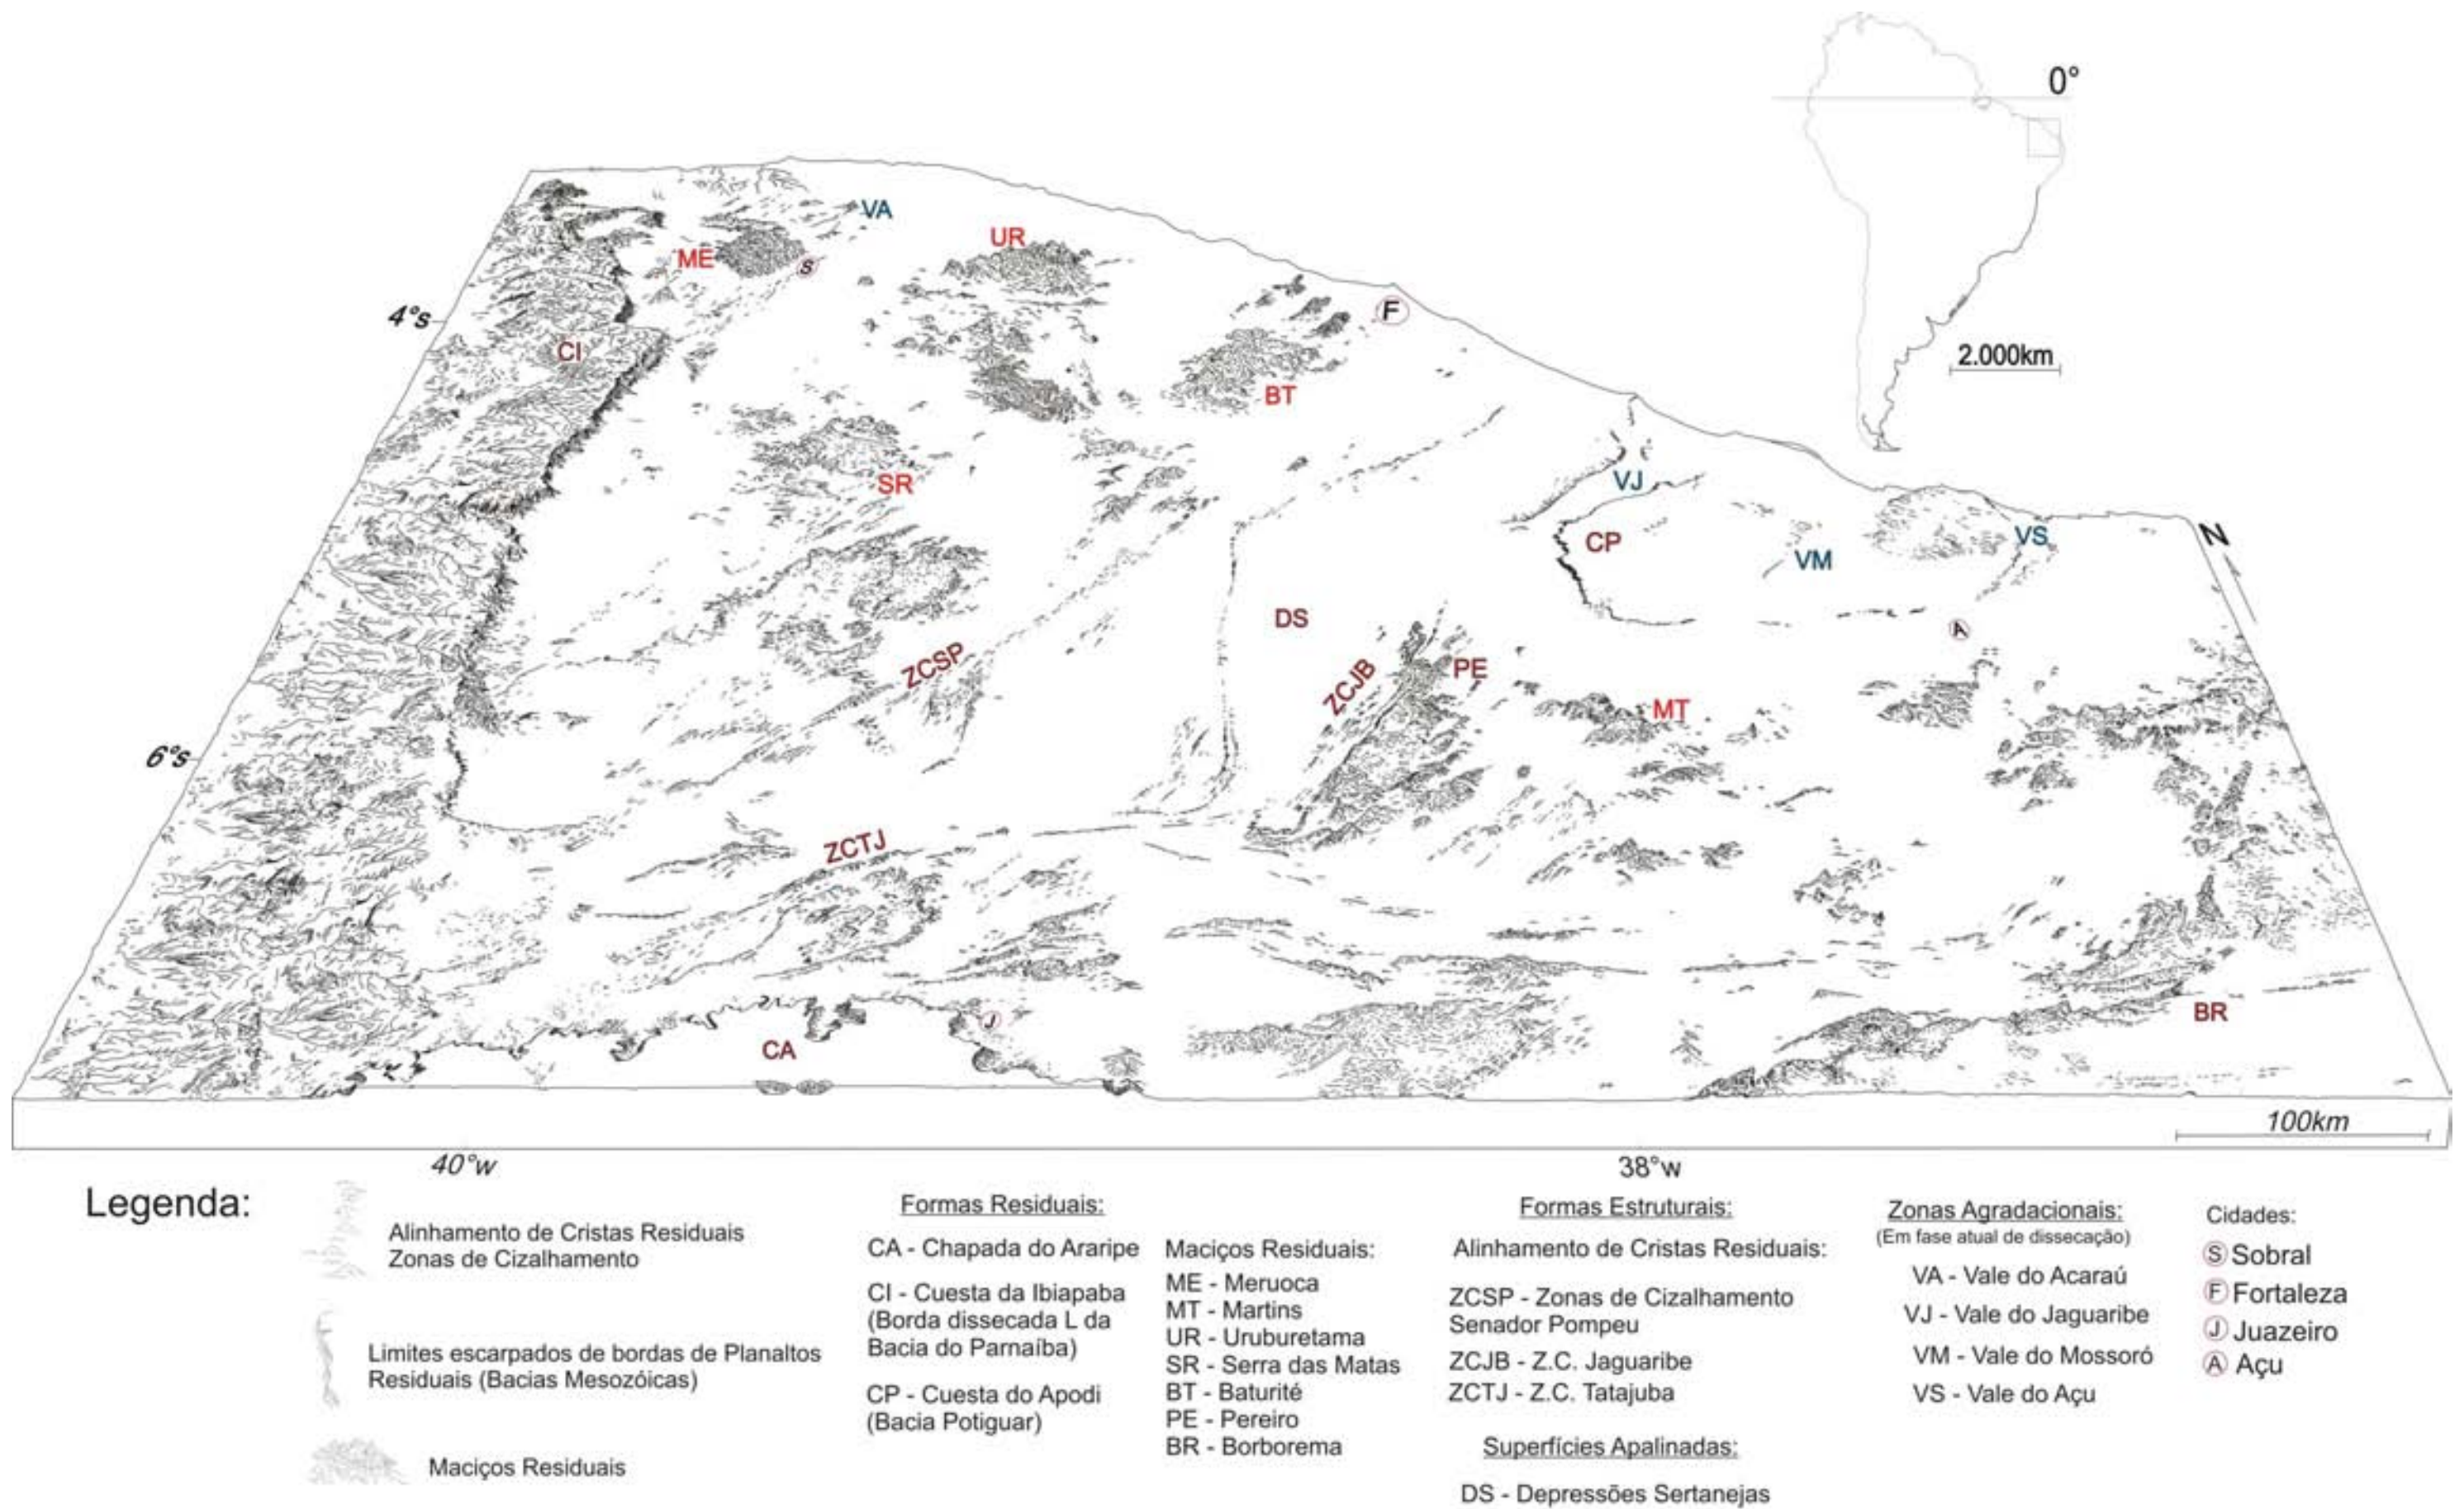 0°
2.000km
VA
UR
ME
S
4°s
F
CI
BT
VJ
SR
CP
VS
N
VM
DS
A
ZCSP
ZCJB
PE
MT
6°s
ZCTJ
J
BR
CA
100km
40°w
38°w
Legenda:
Alinhamento de Cristas Residuais
Zonas de Cizalhamento
Limites escarpados de bordas de Planaltos
Residuais (Bacias Mesozóicas)
Maciços Residuais
Formas Residuais:
CA - Chapada do Araripe
CI - Cuesta da Ibiapaba
(Borda dissecada L da
Bacia do Parnaíba)
CP - Cuesta do Apodi
(Bacia Potiguar)
Maciços Residuais:
ME - Meruoca
MT - Martins
UR - Uruburetama
SR - Serra das Matas
BT - Baturité
PE - Pereiro
BR - Borborema
Formas Estruturais:
Alinhamento de Cristas Residuais:
ZCSP - Zonas de Cizalhamento
Senador Pompeu
ZCJB - Z.C. Jaguaribe
ZCTJ - Z.C. Tatajuba
Superfícies Apalinadas:
DS - Depressões Sertanejas
Zonas Agradacionais:
(Em fase atual de dissecação)
VA - Vale do Acaraú
VJ - Vale do Jaguaribe
VM - Vale do Mossoró
VS - Vale do Açu
Cidades:
S Sobral
F Fortaleza
J Juazeiro
A Açu